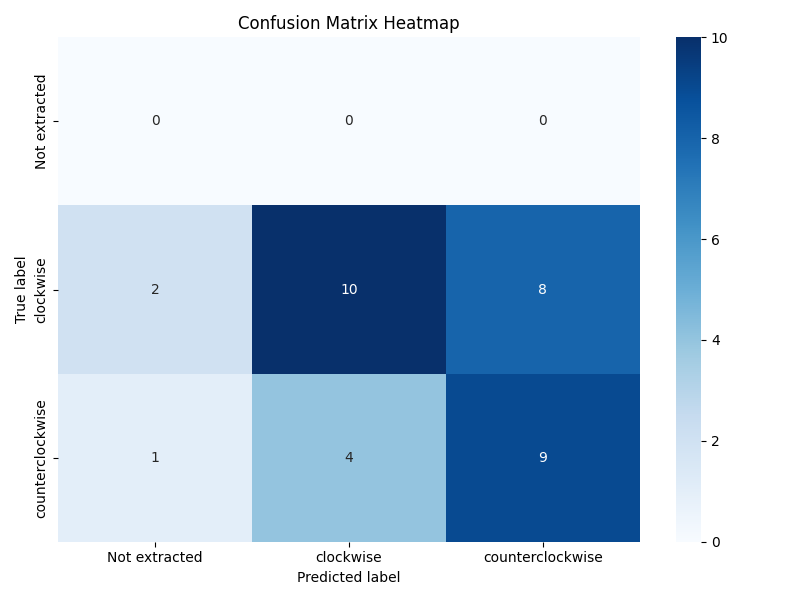 Confusion Matrix Heatmap
True label
Not extracted
clockwise
counterclockwise
0 0 0
2 10 8
1 4 9
Not extracted clockwise counterclockwise
Predicted label
10
8
6
4
2
0